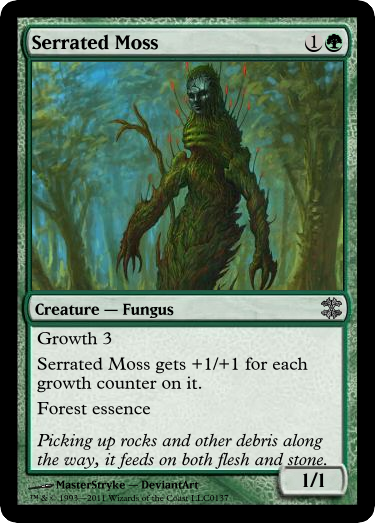 Serrated Moss 1
Creature — Fungus
Growth 3
Serrated Moss gets +1/+1 for each
growth counter on it.
Forest essence
Picking up rocks and other debris along
the way, it feeds on both flesh and stone.
1/1
MasterStryke — DeviantArt
™ & © 1993–2011 Wizards of the Coast LLC 0137